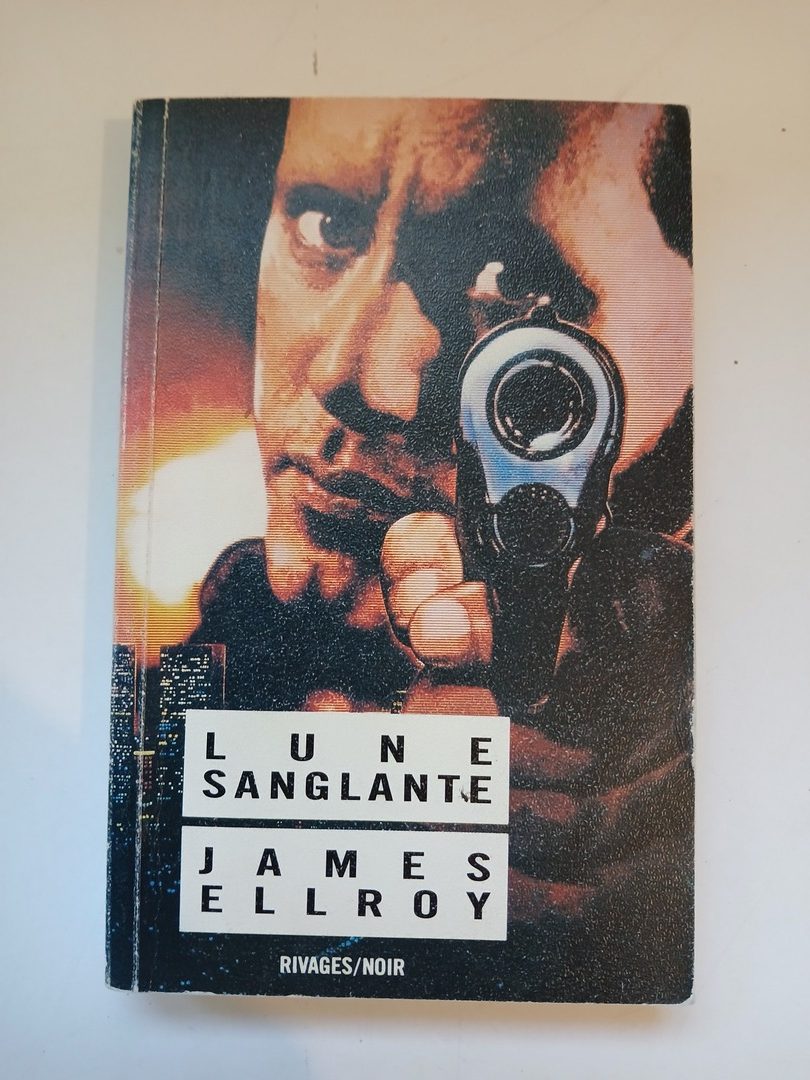 LUNE
SANGLANTE
JAMES
ELLROY
RIVAGES/NOIR